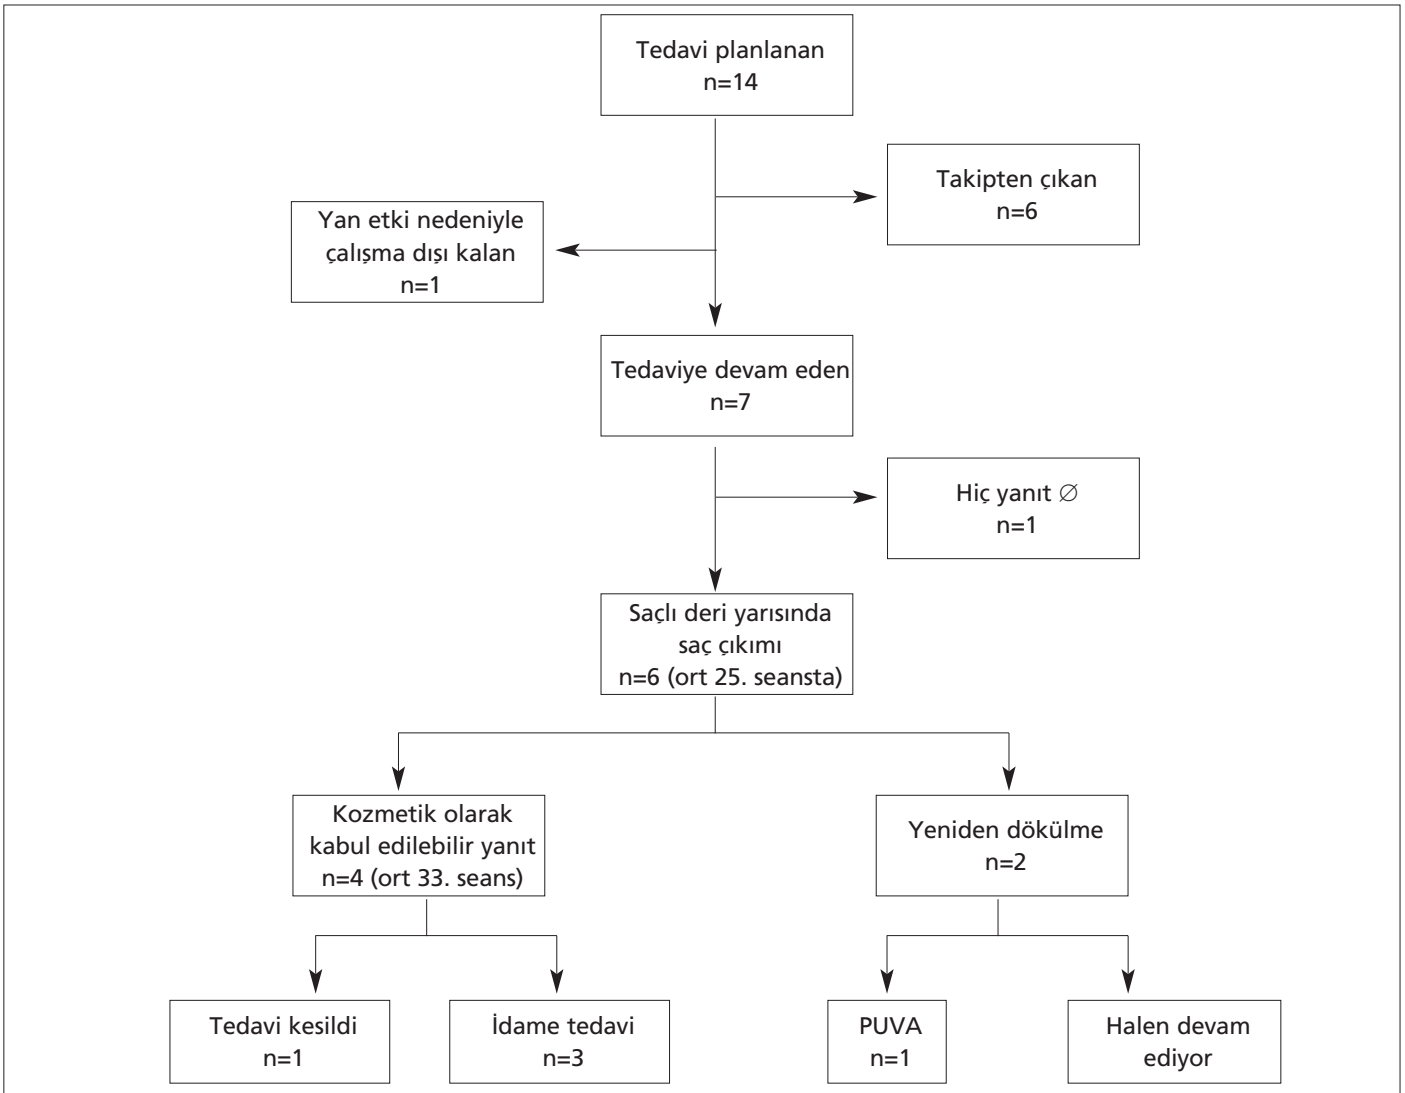 Tedavi planlanan
n=14
Takipten çıkan
n=6
Yan etki nedeniyle
çalışma dışı kalan
n=1
Tedaviye devam eden
n=7
Hiç yanıt ∅
n=1
Saçlı deri yarısında
saç çıkımı
n=6 (ort 25. seansta)
Kozmetik olarak
kabul edilebilir yanıt
n=4 (ort 33. seans)
Yeniden dökülme
n=2
Tedavi kesildi
n=1
İdame tedavi
n=3
PUVA
n=1
Halen devam
ediyor